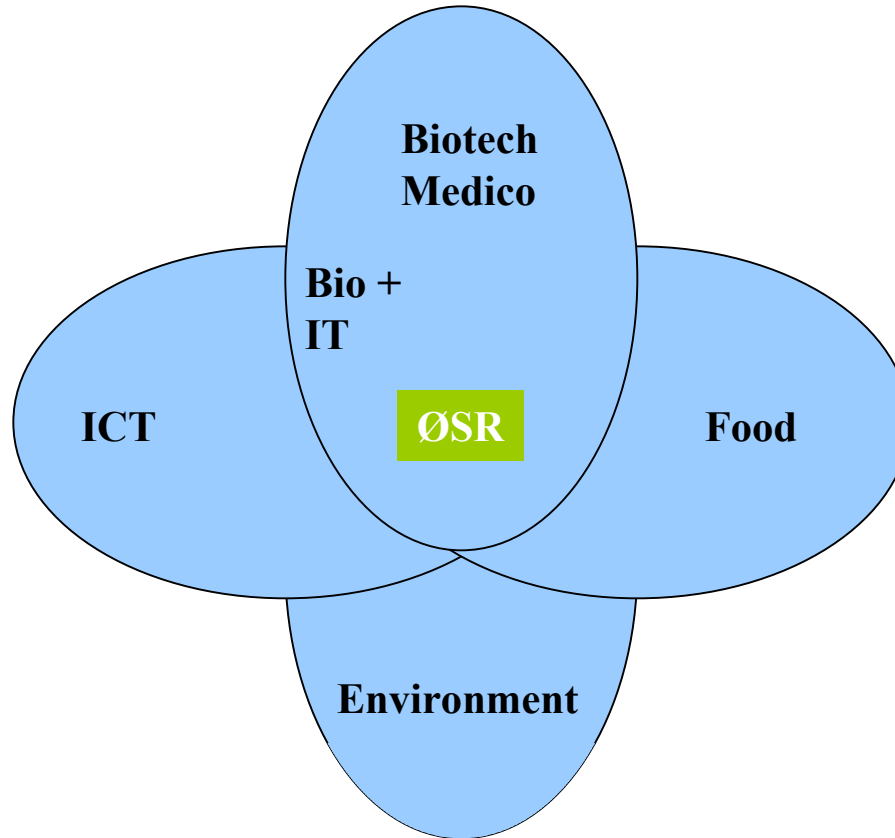 Biotech
Medico
Bio +
IT
ICT
ØSR
Food
Environment